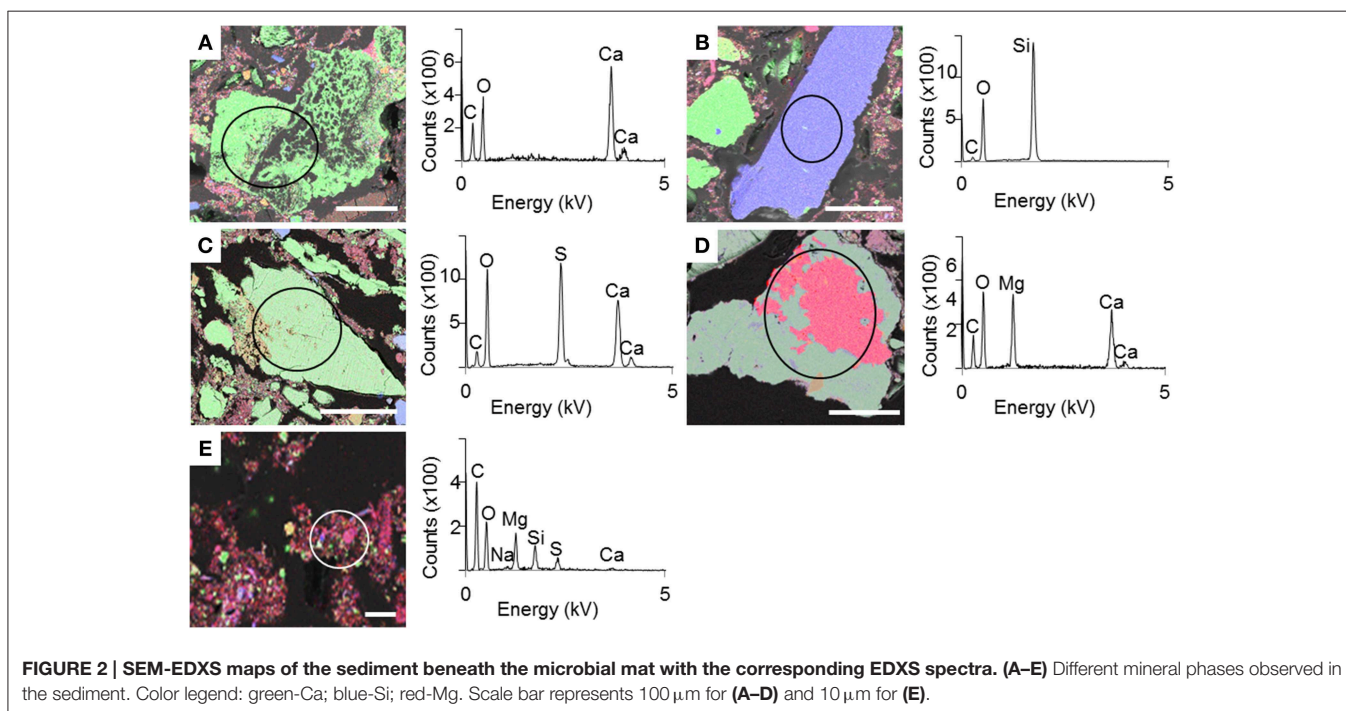 A
Counts (x100)
6
4
2
0
C
O
Ca
Ca
0
5
Energy (kV)
B
Counts (x100)
10
5
C
O
Si
0
5
Energy (kV)
C
Counts (x100)
10
5
C
O
S
Ca
Ca
0
5
Energy (kV)
D
Counts (x100)
6
4
2
C
O
Mg
Ca
Ca
0
5
Energy (kV)
E
Counts (x100)
4
2
C
O
Na
Mg
Si
S
Ca
0
5
Energy (kV)
FIGURE 2 | SEM-EDXS maps of the sediment beneath the microbial mat with the corresponding EDXS spectra. (A–E) Different mineral phases observed in
the sediment. Color legend: green-Ca; blue-Si; red-Mg. Scale bar represents 100 μm for (A–D) and 10 μm for (E).